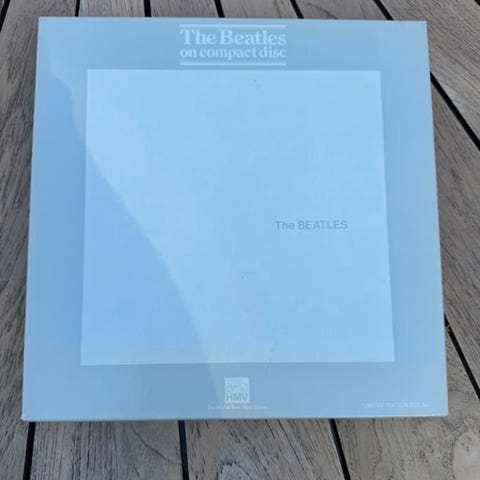 The Beatles
on compact disc
The BEATLES
HMV
LIMITED EDITION BOX SET